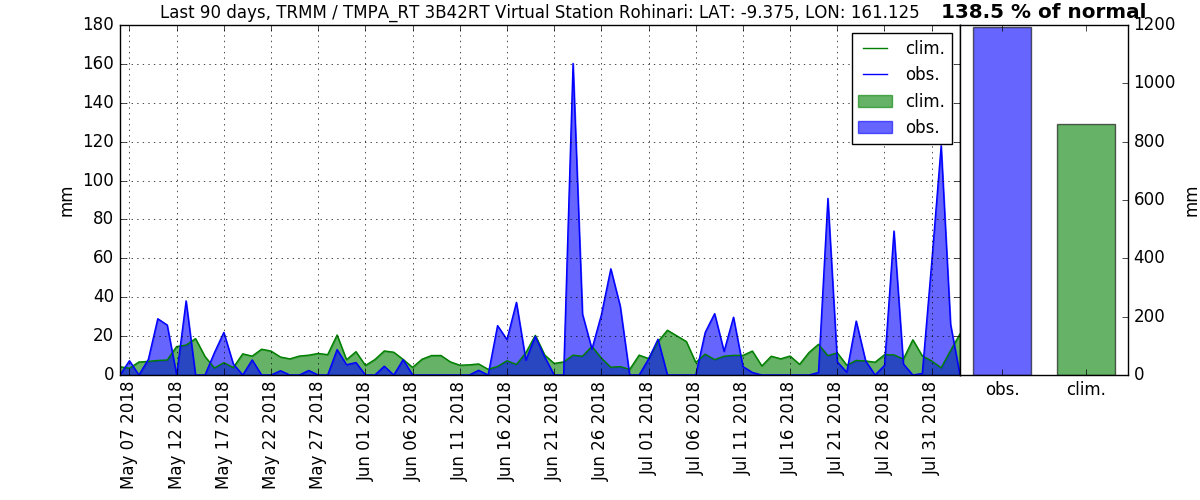 Last 90 days, TRMM / TMPA_RT 3B42RT Virtual Station Rohinari: LAT: -9.375, LON: 161.125
138.5 % of normal
180
160
140
120
100
80
60
40
20
0
mm
clim.
obs.
clim.
obs.
1200
1000
800
600
400
200
0
mm
May 07 2018
May 12 2018
May 17 2018
May 22 2018
May 27 2018
Jun 01 2018
Jun 06 2018
Jun 11 2018
Jun 16 2018
Jun 21 2018
Jun 26 2018
Jul 01 2018
Jul 06 2018
Jul 11 2018
Jul 16 2018
Jul 21 2018
Jul 26 2018
Jul 31 2018
obs.
clim.